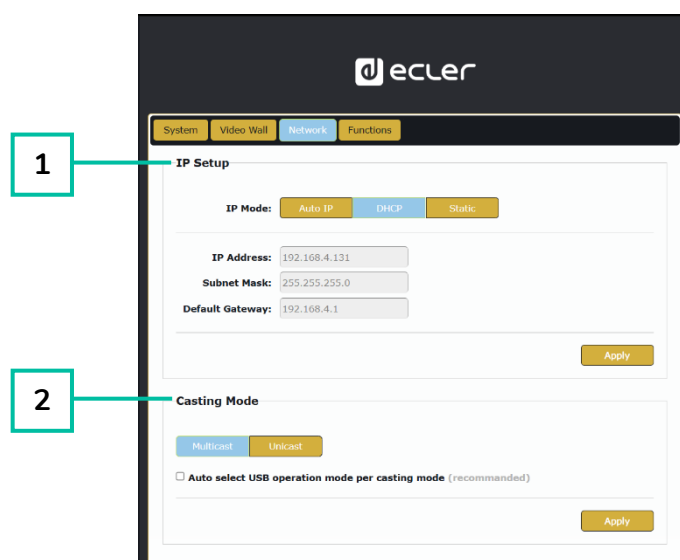 ecler
System Video Wall Network Functions
1
IP Setup
IP Mode: Auto IP DHCP Static
IP Address: 192.168.4.131
Subnet Mask: 255.255.255.0
Default Gateway: 192.168.4.1
Apply
2
Casting Mode
Multicast Unicast
Auto select USB operation mode per casting mode (recommanded)
Apply